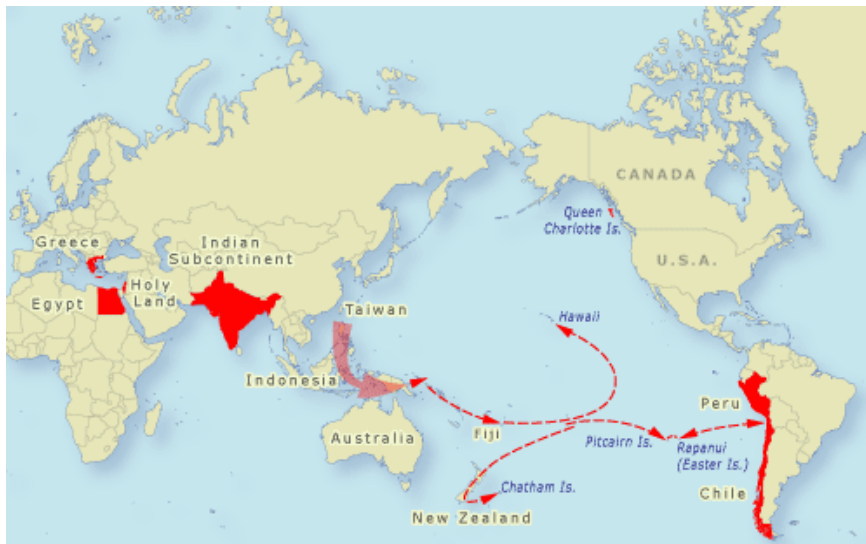 CANADA
Queen
Charlotte Is.
U.S.A.
Greece
Indian
Subcontinent
Holy
Land
Egypt
Taiwan
Hawaii
Indonesia
Peru
Fiji
Australia
Pitcairn Is.
Rapanui
(Easter Is.)
Chatham Is.
Chile
New Zealand